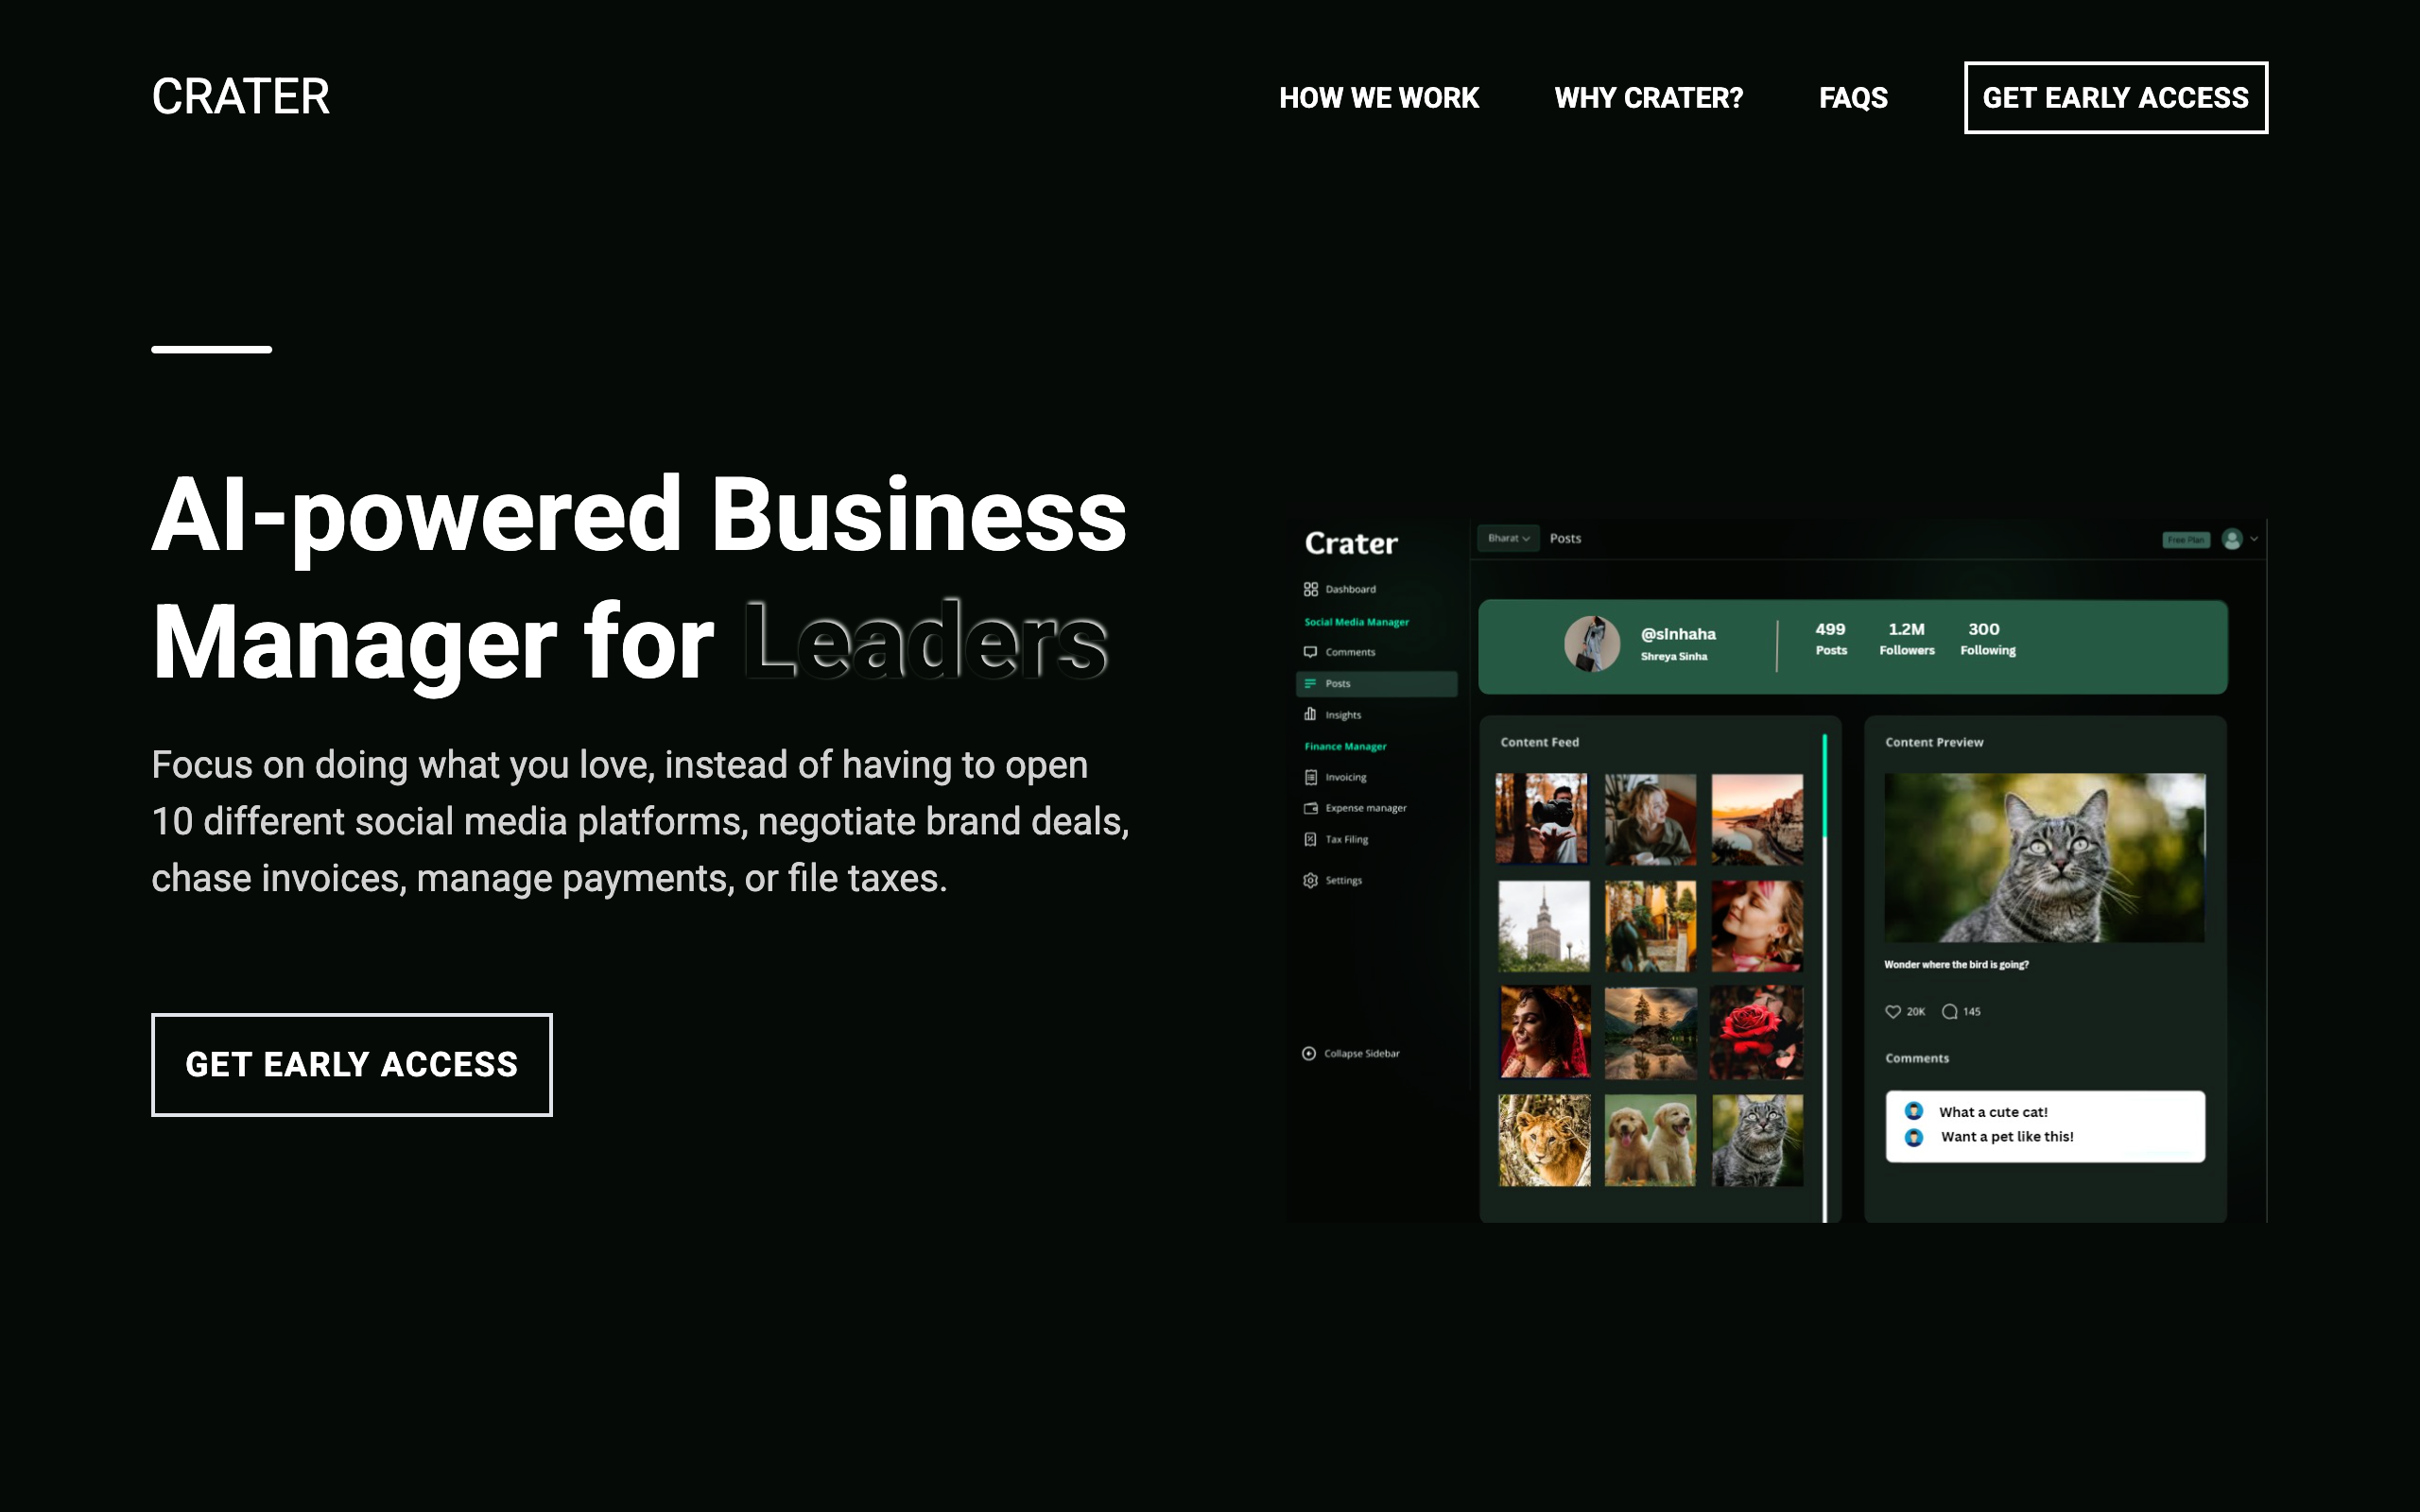 CRATER
HOW WE WORK
WHY CRATER?
FAQS
GET EARLY ACCESS
AI-powered Business
Manager for Leaders
Focus on doing what you love, instead of having to open
10 different social media platforms, negotiate brand deals,
chase invoices, manage payments, or file taxes.
GET EARLY ACCESS
Crater
Dashboard
Social Media Manager
Comments
Posts
Insights
Finance Manager
Invoicing
Expense manager
Tax Filing
Settings
Collapse Sidebar
Bharat
Posts
Free Plan
@sinhaha
Shreya Sinha
499
Posts
1.2M
Followers
300
Following
Content Feed
Content Preview
Wonder where the bird is going?
20K
145
Comments
What a cute cat!
Want a pet like this!